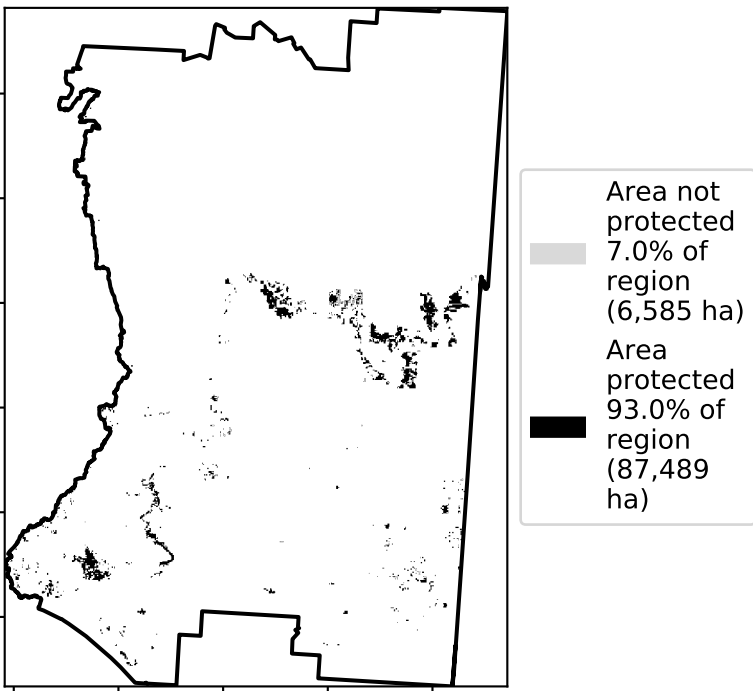 Area not
protected
7.0% of
region
(6,585 ha)
Area
protected
93.0% of
region
(87,489
ha)